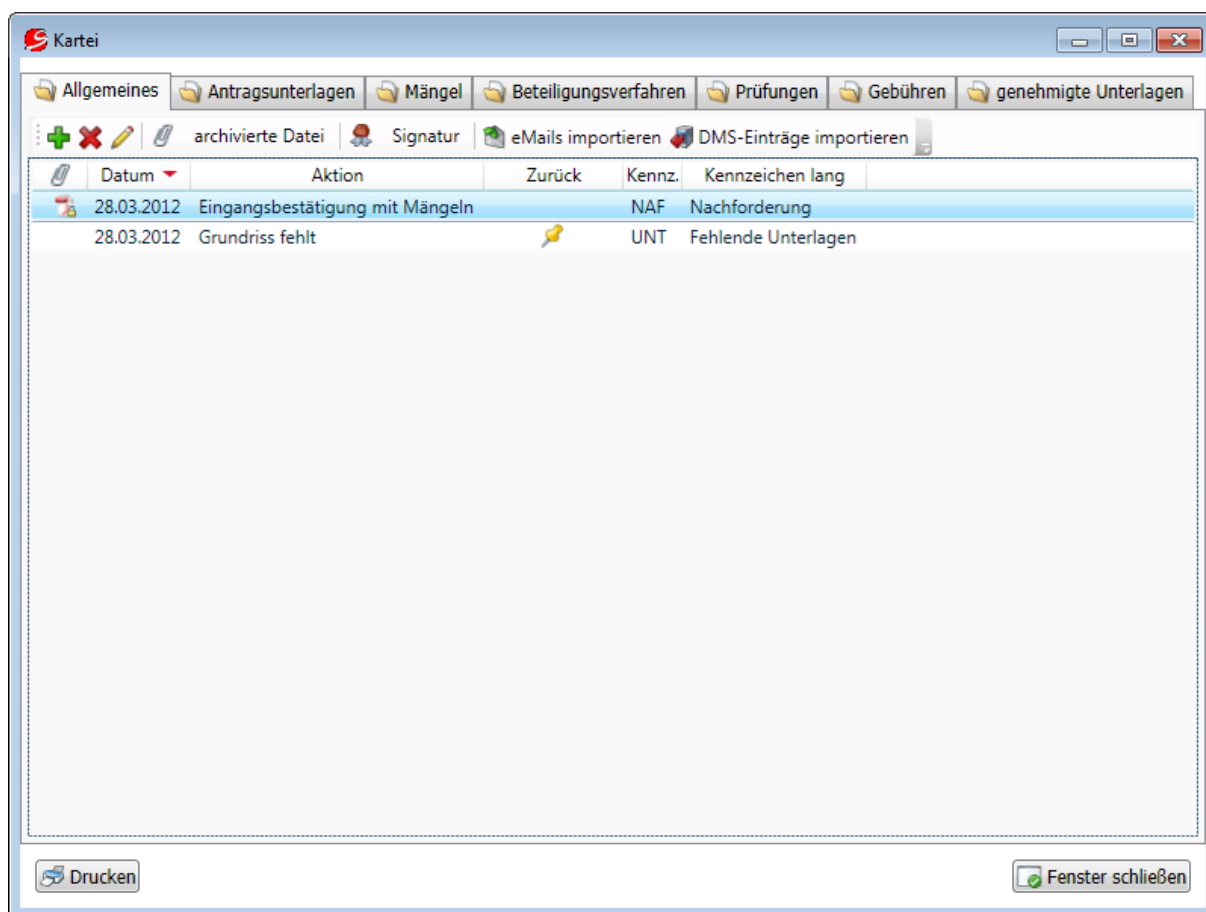 Kartei
Allgemeines Antragsunterlagen Mängel Beteiligungsverfahren Prüfungen Gebühren genehmigte Unterlagen
archivierte Datei Signatur eMails importieren DMS-Einträge importieren
Datum Aktion Zurück Kennz. Kennzeichen lang
28.03.2012 Eingangsbestätigung mit Mängeln NAF Nachforderung
28.03.2012 Grundriss fehlt UNT Fehlende Unterlagen
Drucken Fenster schließen